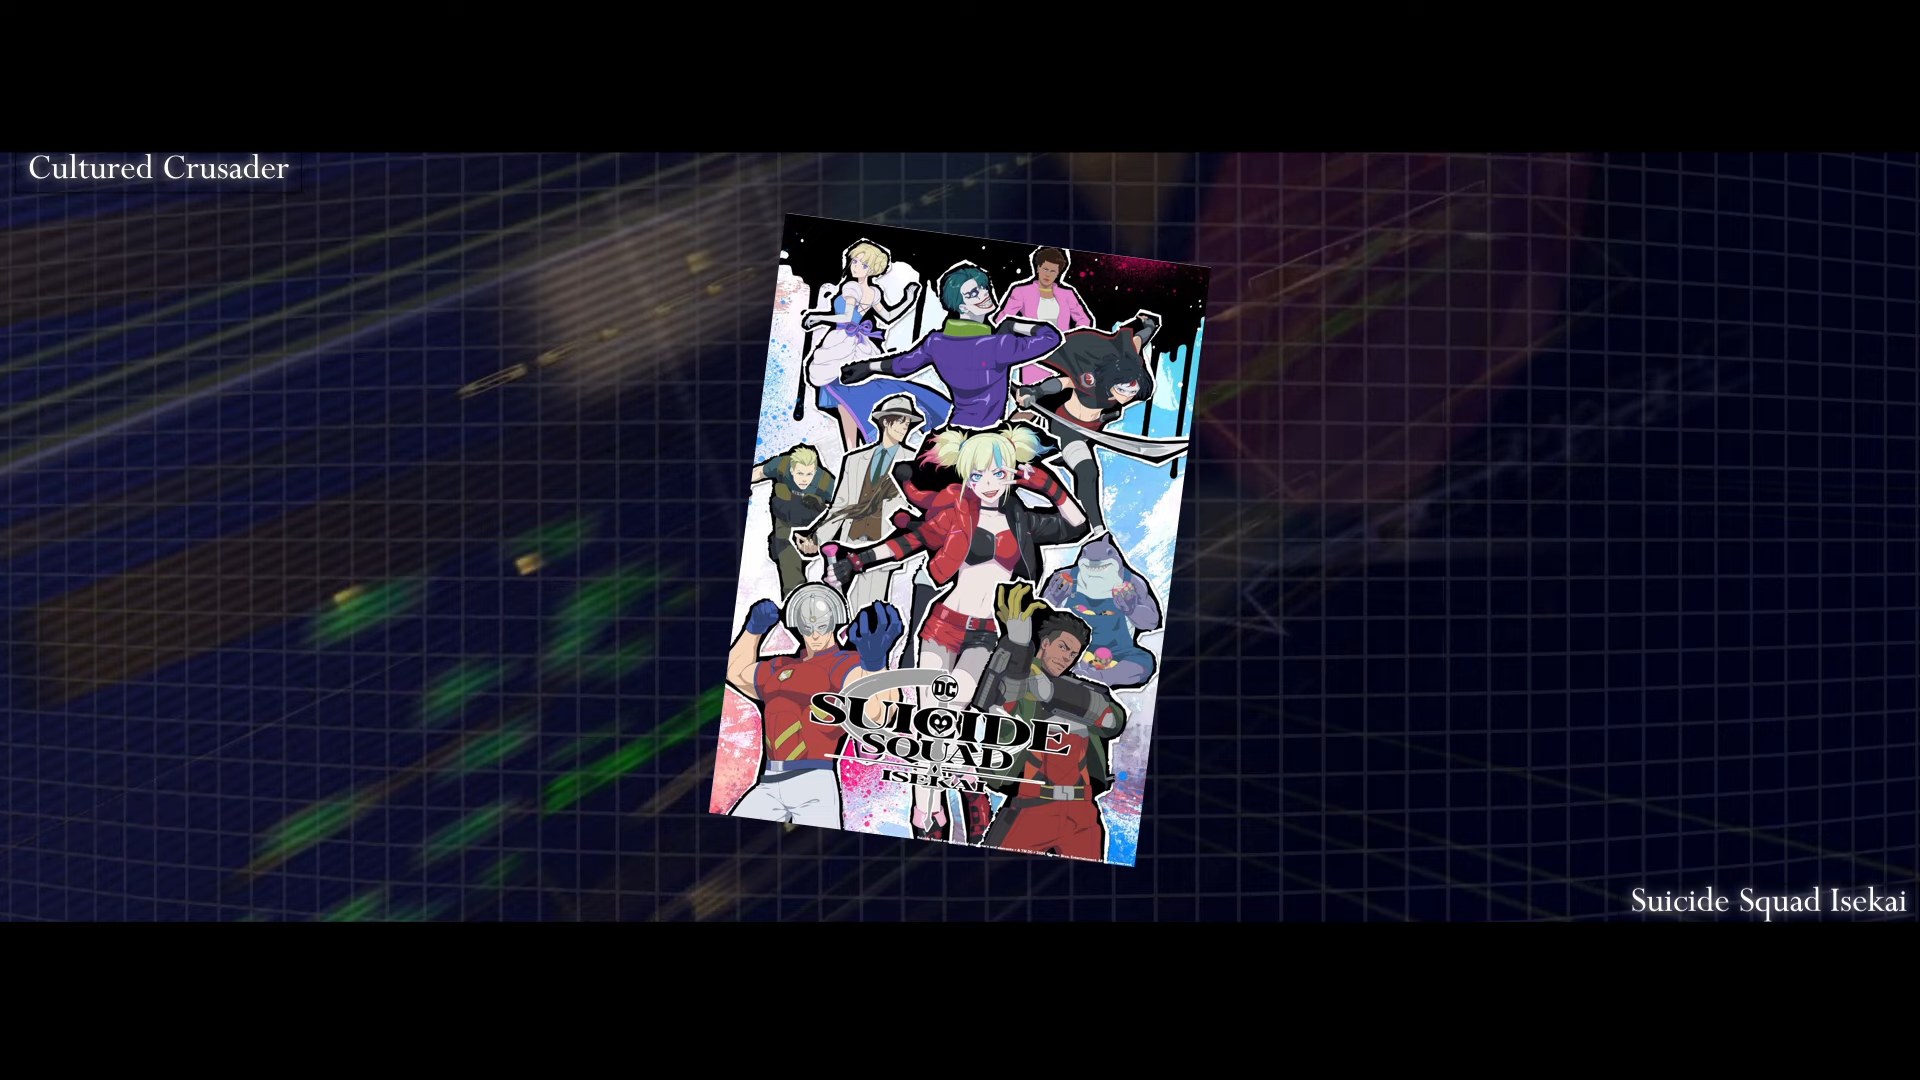 Cultured Crusader
DC
SUICIDE
SQUAD
ISEKAI
Suicide Squad Isekai